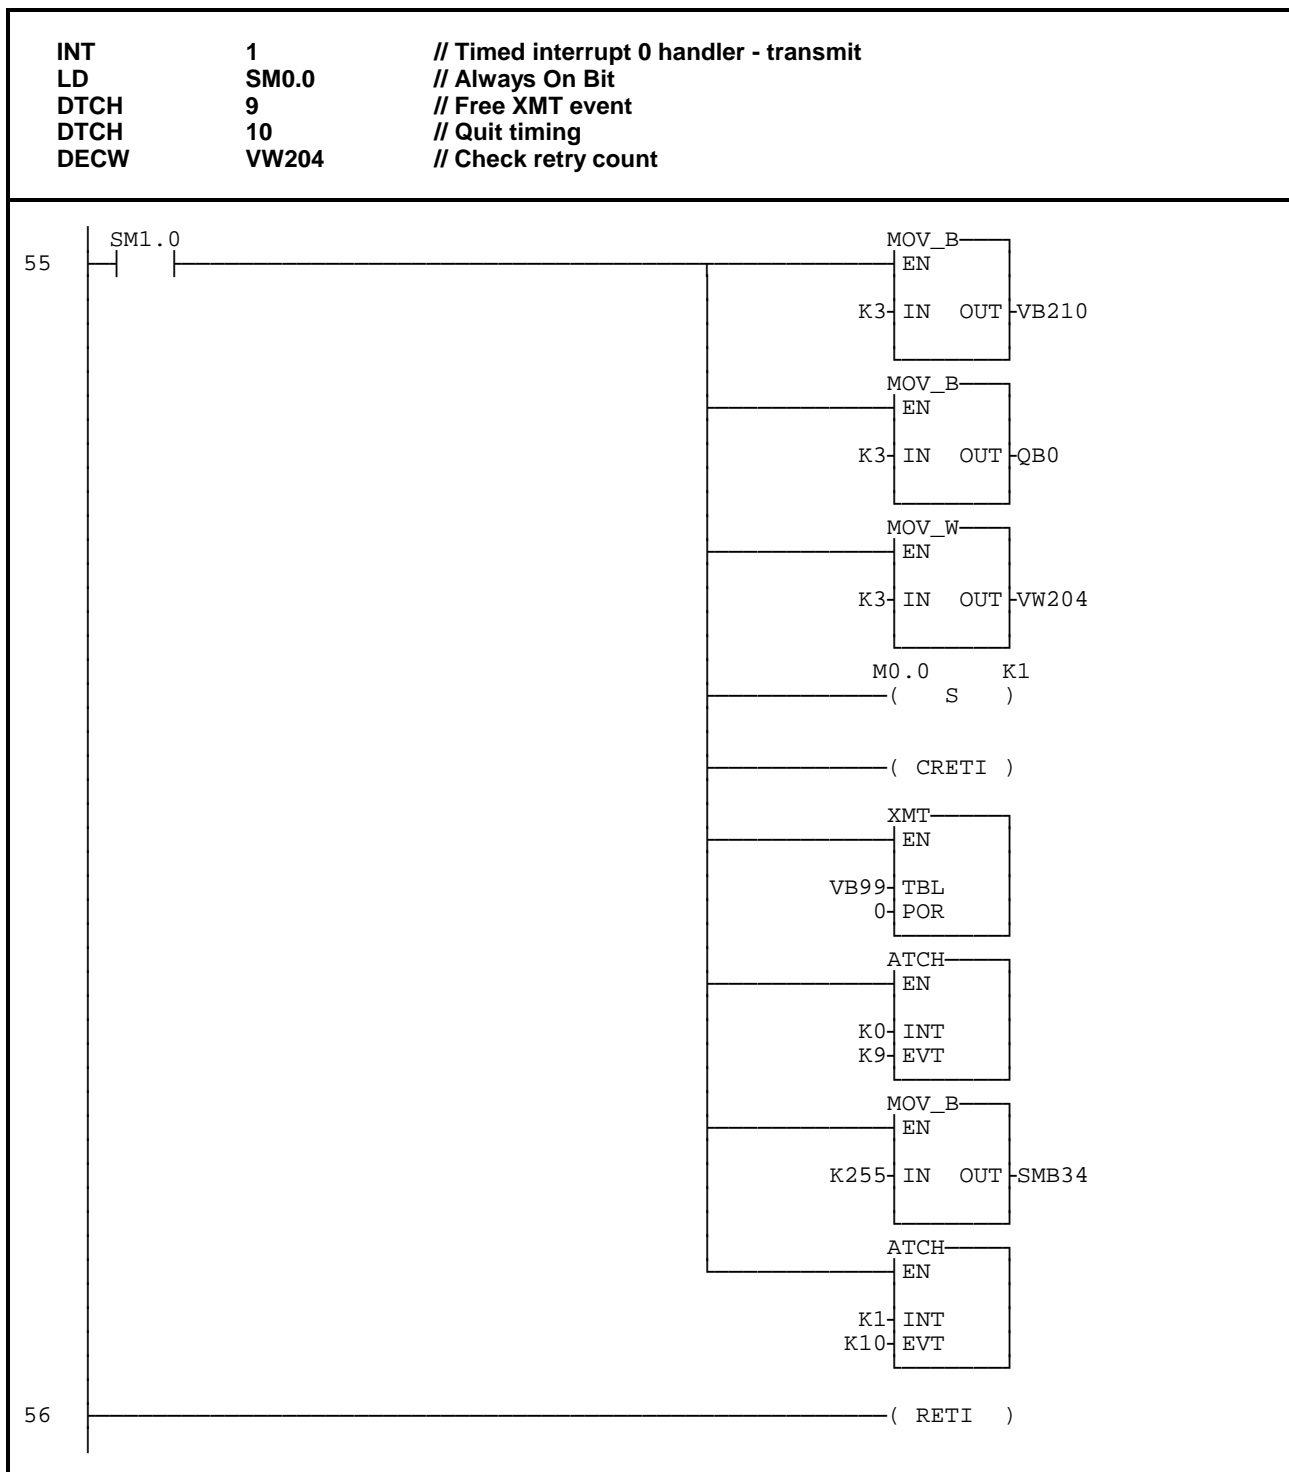 INT 1 // Timed interrupt 0 handler - transmit
LD SM0.0 // Always On Bit
DTCH 9 // Free XMT event
DTCH 10 // Quit timing
DECW VW204 // Check retry count
SM1.0 MOV_B
55 EN
K3 IN OUT VB210
MOV_B
EN
K3 IN OUT QB0
MOV_W
EN
K3 IN OUT VW204
M0.0 K1
( S )
( CRETI )
XMT
EN
VB99 TBL
0 POR
ATCH
EN
K0 INT
K9 EVT
MOV_B
EN
K255 IN OUT SMB34
ATCH
EN
K1 INT
K10 EVT
56 ( RETI )